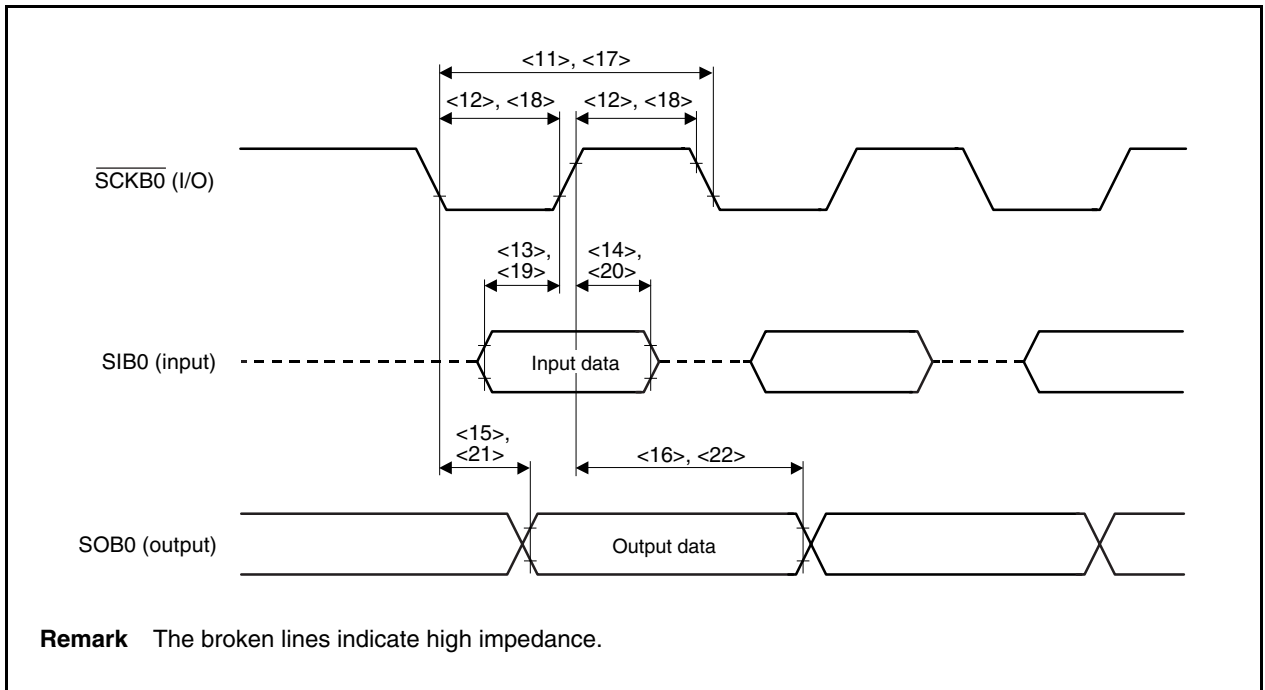 <11>, <17>
<12>, <18> <12>, <18>
S̅C̅K̅B̅0̅ (I/O)
<13>, <14>,
<19> <20>
SIB0 (input)
Input data
<15>,
<21>
<16>, <22>
SOB0 (output)
Output data
Remark The broken lines indicate high impedance.